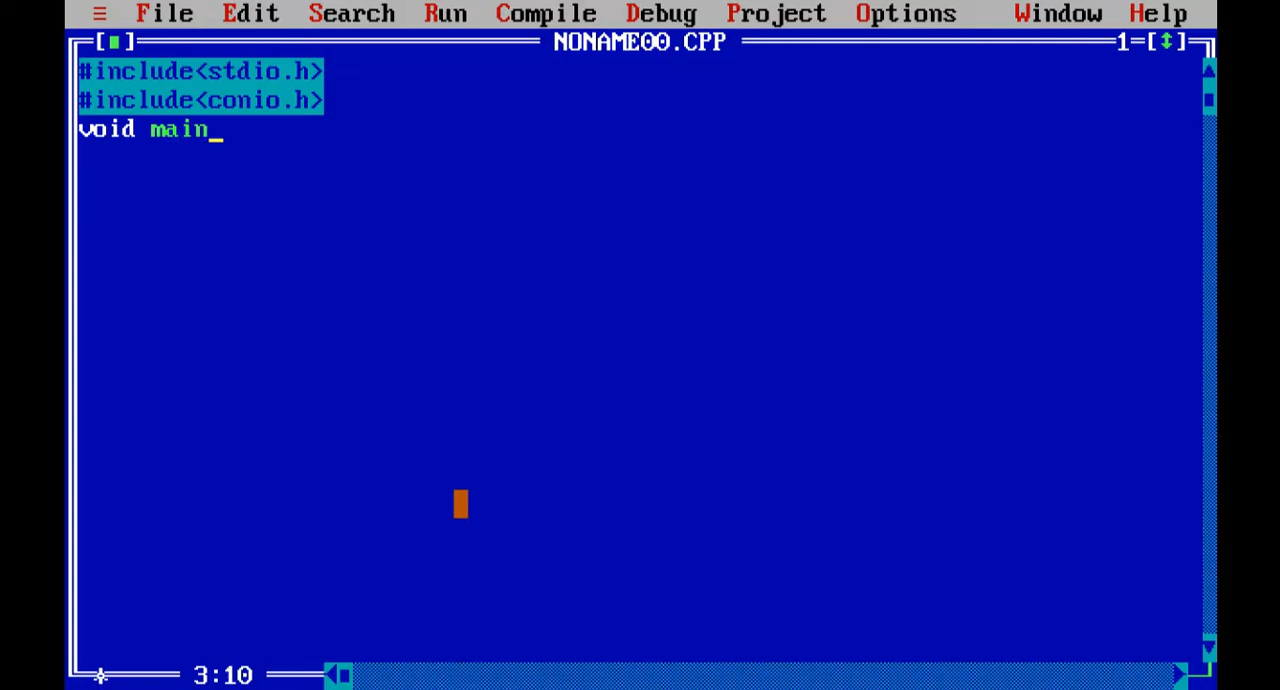 ≡ File Edit Search Run Compile Debug Project Options Window Help
[■] NONAME00.CPP 1=[↕]
#include<stdio.h>
#include<conio.h>
void main_
3:10